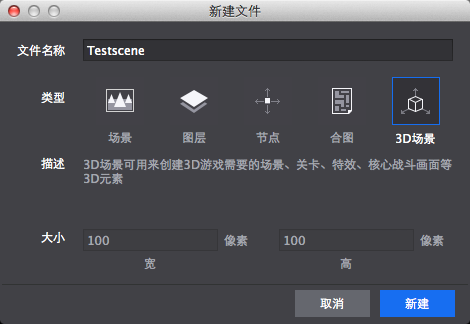 新建文件
文件名称 Testscene
类型
场景 图层 节点 合图 3D场景
描述 3D场景可用来创建3D游戏需要的场景、关卡、特效、核心战斗画面等
3D元素
大小 100 像素 100 像素
宽 高
取消 新建